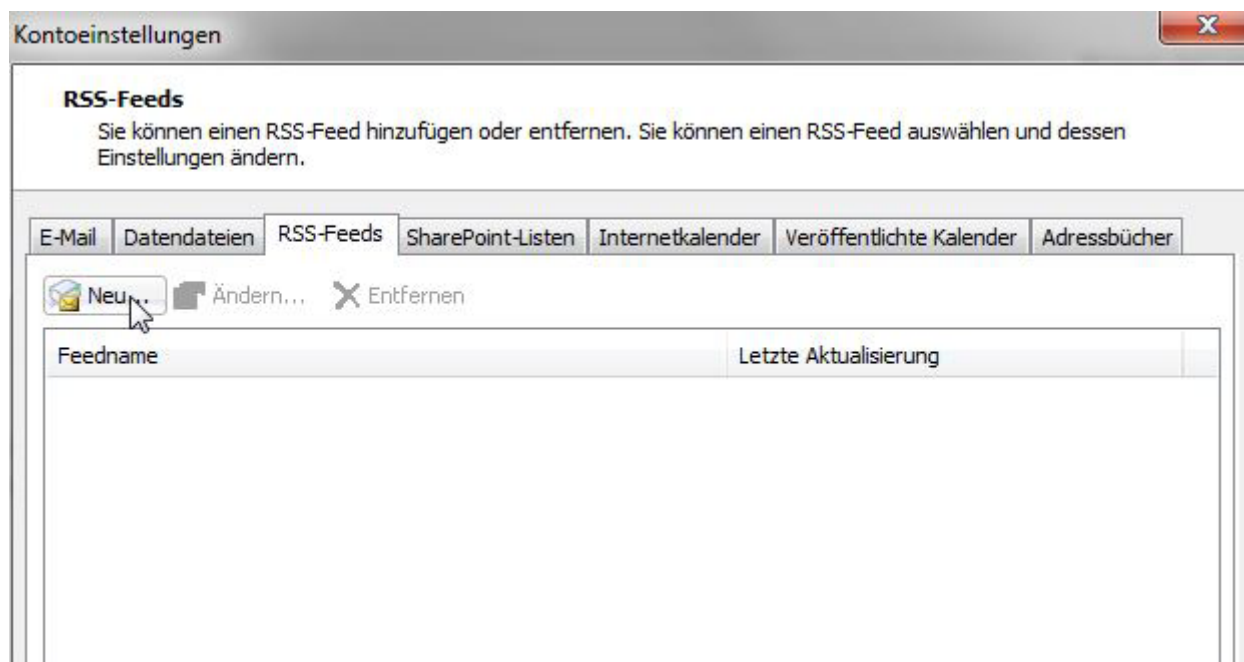 Kontoeinstellungen
RSS-Feeds
Sie können einen RSS-Feed hinzufügen oder entfernen. Sie können einen RSS-Feed auswählen und dessen
Einstellungen ändern.
E-Mail Datendateien RSS-Feeds SharePoint-Listen Internetkalender Veröffentlichte Kalender Adressbücher
Neu... Ändern... Entfernen
Feedname Letzte Aktualisierung